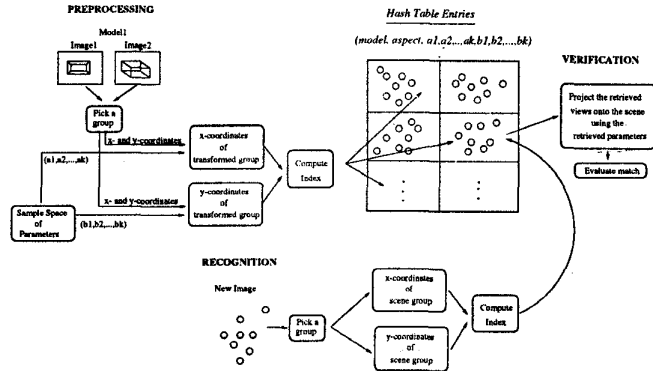 PREPROCESSING
Model1
Image1
Image2
Pick a
group
x- and y-coordinates
(a1,a2,...,ak)
x-coordinates
of
transformed group
x- and y-coordinates
(b1,b2,...,bk)
y-coordinates
of
transformed group
Sample Space
of
Parameters
Compute
Index
Hash Table Entries
(model, aspect, a1,a2,..,ak,b1,b2,..,bk)
VERIFICATION
Project the retrieved
views onto the scene
using the
retrieved parameters
Evaluate match
RECOGNITION
New Image
Pick a
group
x-coordinates
of
scene group
y-coordinates
of
scene group
Compute
Index